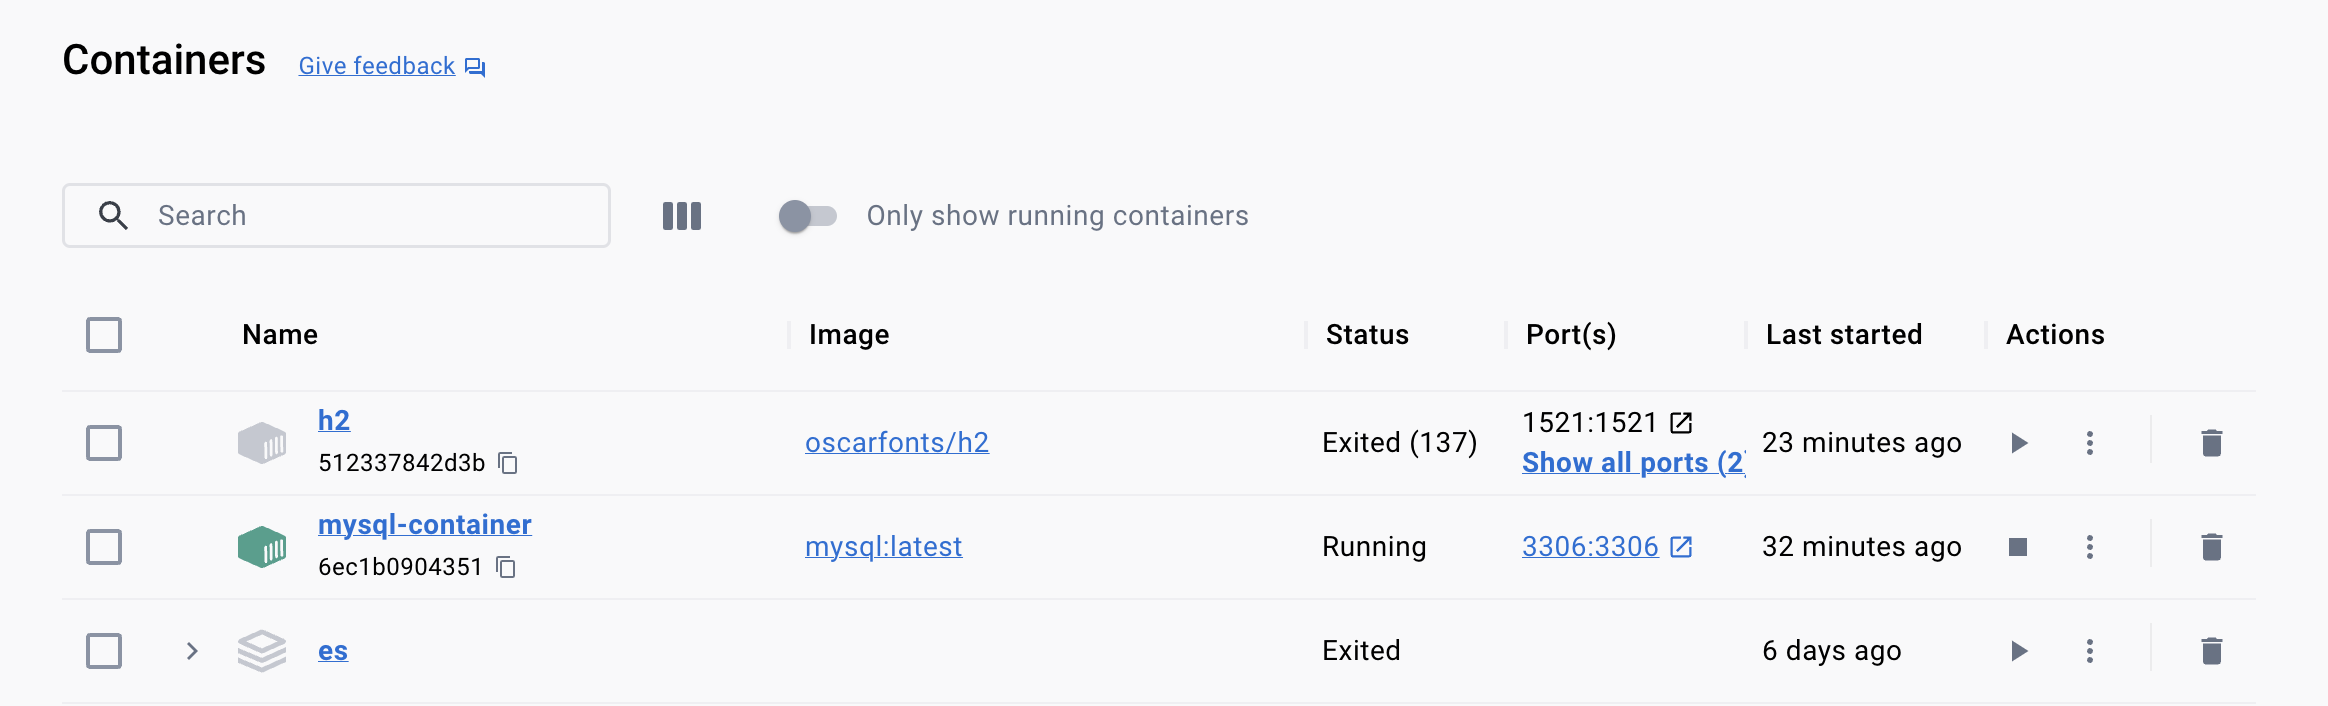 Containers Give feedback
Search Only show running containers
Name Image Status Port(s) Last started Actions
h2
512337842d3b
oscarfonts/h2 Exited (137)
1521:1521
Show all ports (2)
23 minutes ago
mysql-container
6ec1b0904351
mysql:latest Running 3306:3306 32 minutes ago
es Exited 6 days ago